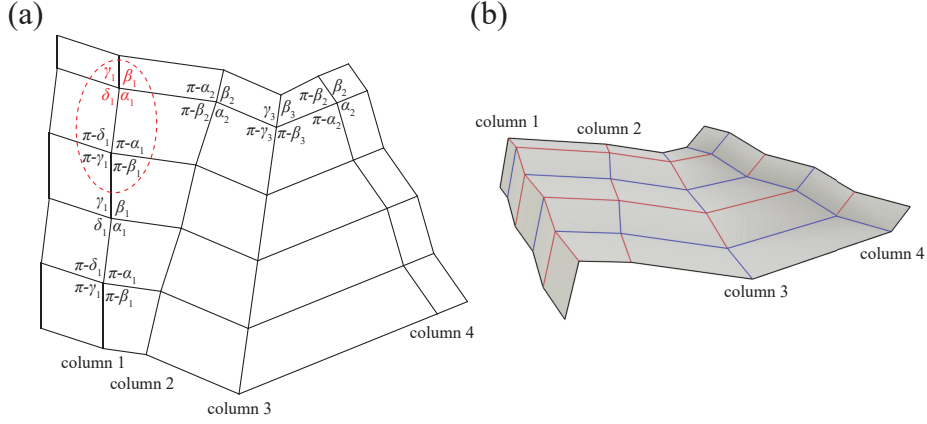 (a)
γ₁ β₁
δ₁ α₁
π-δ₁ π-α₁
π-γ₁ π-β₁
γ₁ β₁
δ₁ α₁
π-δ₁ π-α₁
π-γ₁ π-β₁
π-α₂ β₂
π-β₂ α₂
γ₃ β₃
π-γ₃ π-β₃
π-β₂ β₂
π-α₂ α₂
column 1
column 2
column 3
column 4
(b)
column 1
column 2
column 3
column 4